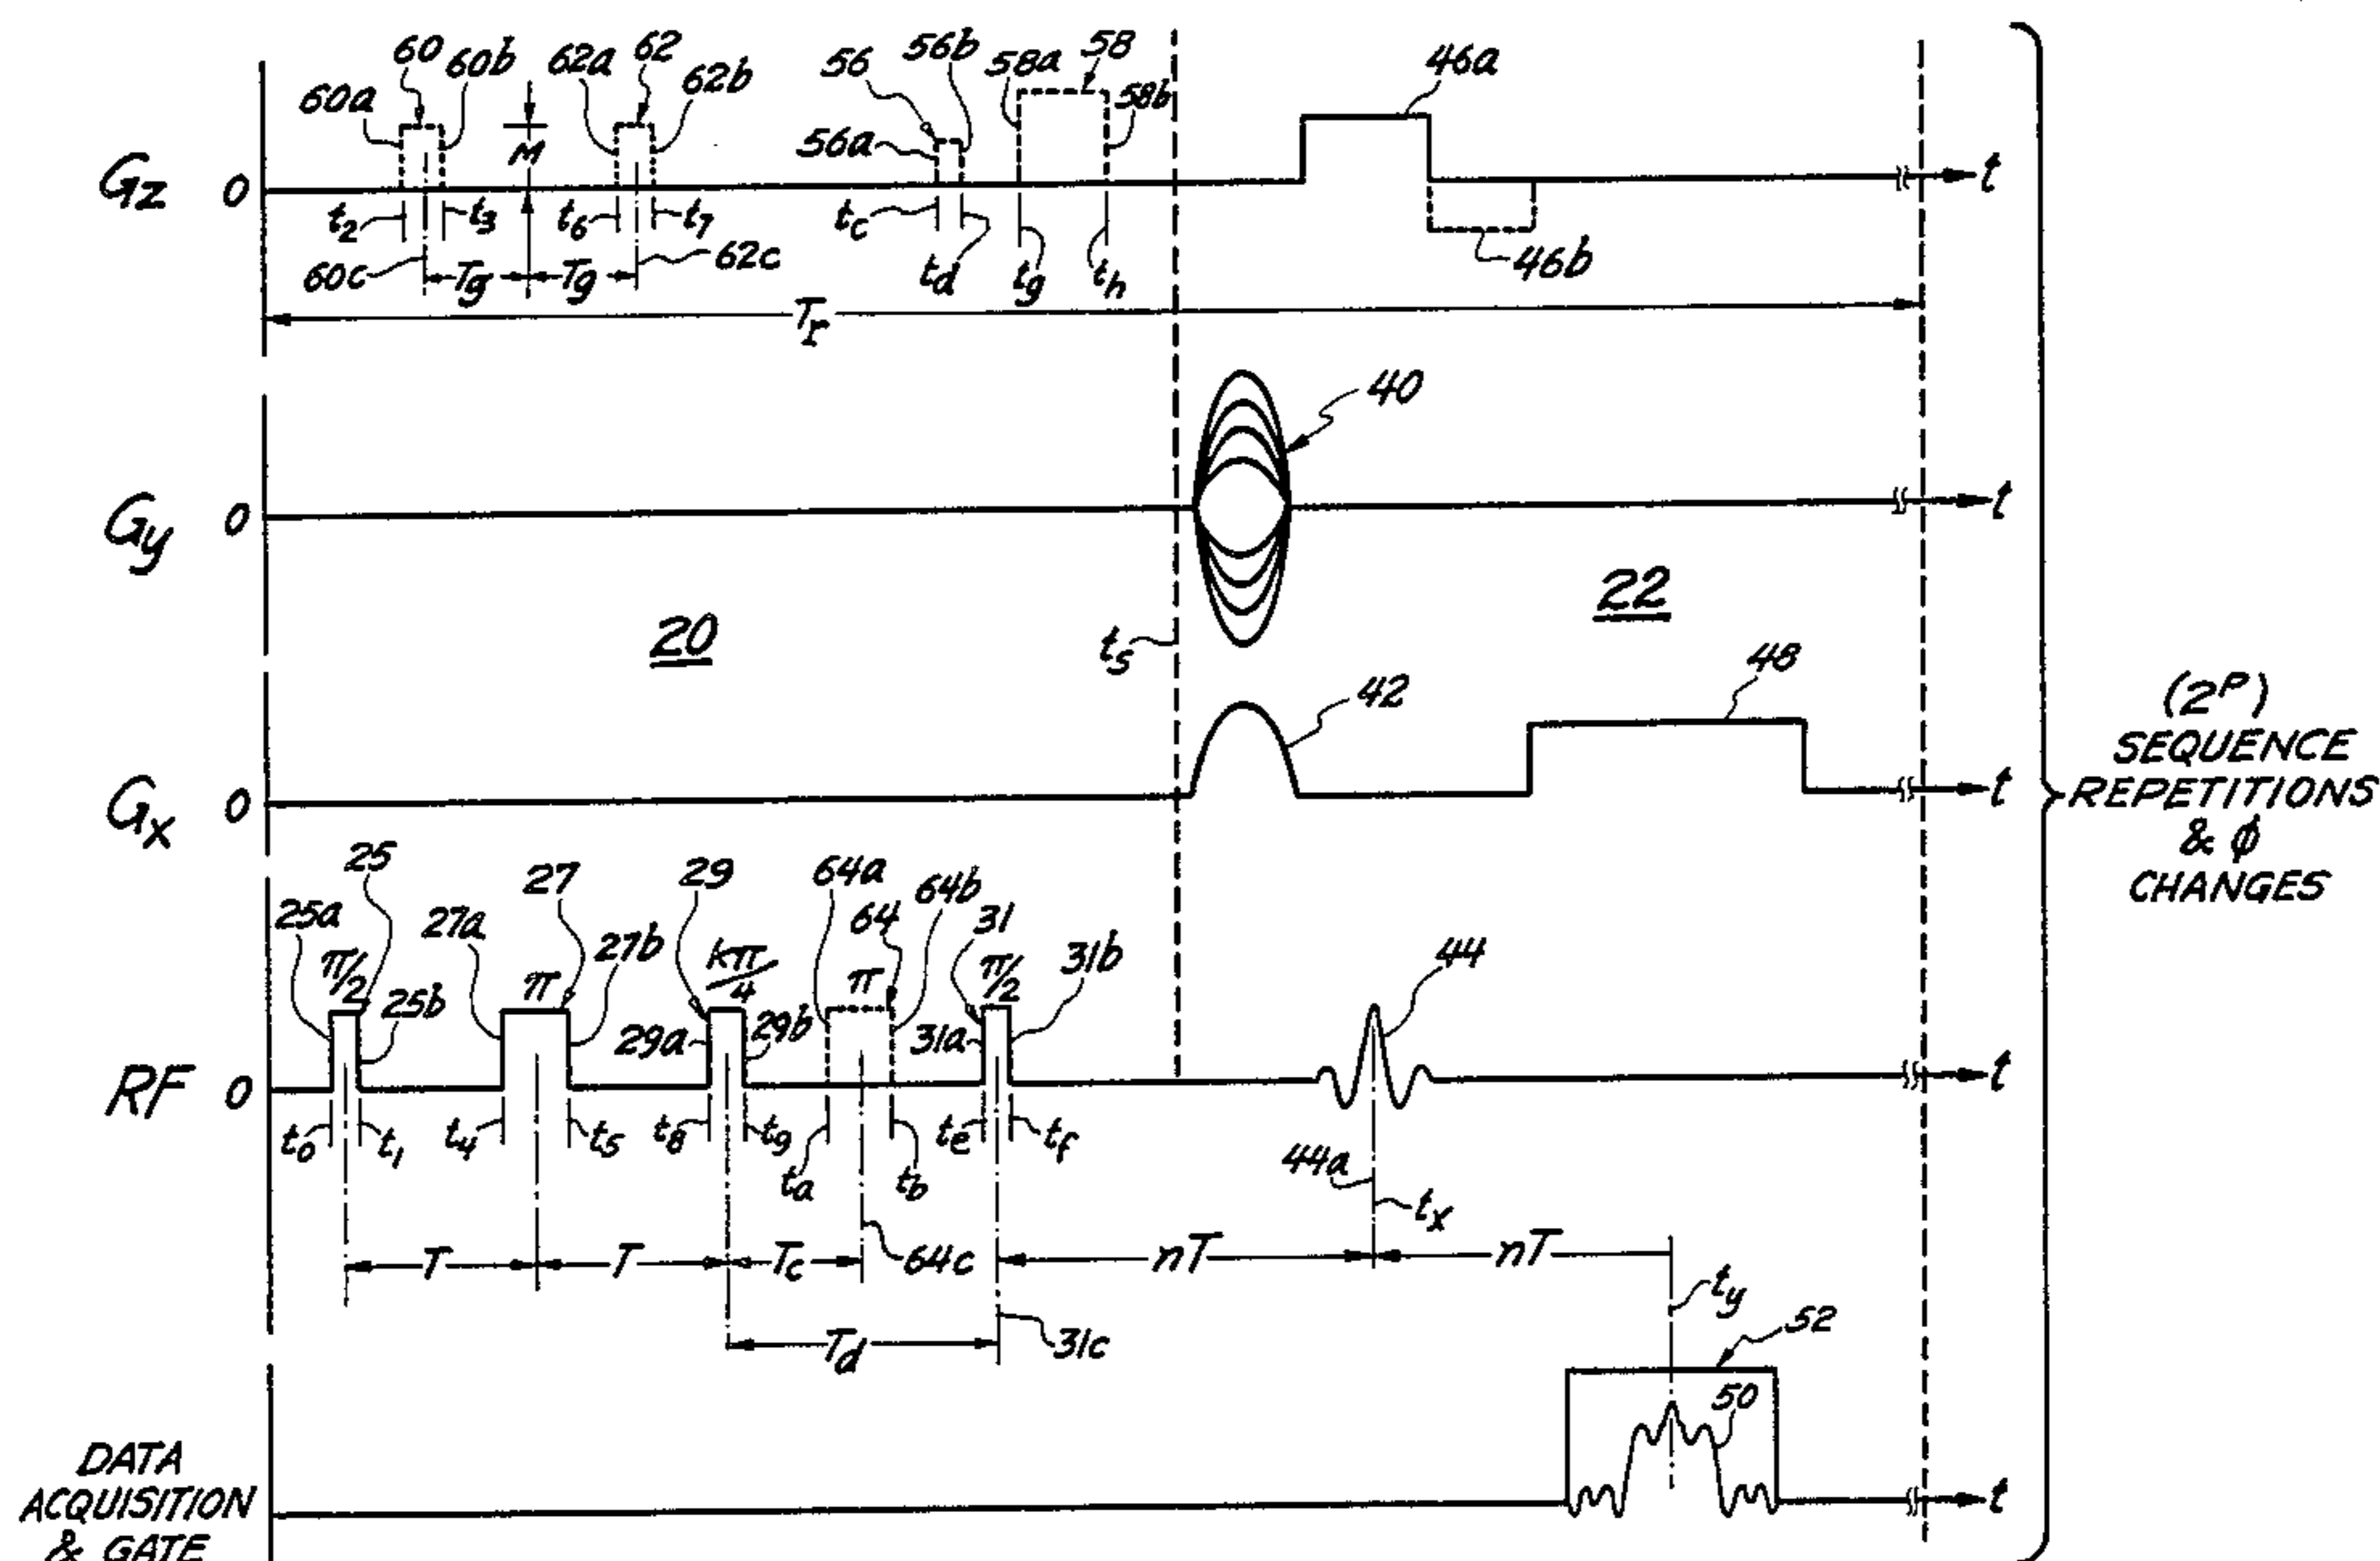 60
60a
60b
62a
62
62b
56
56b
56a
58a
58
58b
46a
46b
Gz 0
M
t
t2
t3
t6
t7
tc
td
tg
th
60c
Tg
Tg
62c
Tr
40
Gy 0
t
20
22
ts
42
48
Gx 0
t
25
25a
π/2
25b
27
27a
π
27b
29
kπ/4
29a
29b
64a
64
64b
π
31
π/2
31a
31b
44
RF 0
t
t0
t1
t4
t5
t8
t9
ta
tb
te
tf
44a
tx
T
T
Tc
64c
nT
nT
ty
Td
31c
52
50
DATA
ACQUISITION
& GATE
t
(2^P)
SEQUENCE
REPETITIONS
& ϕ
CHANGES